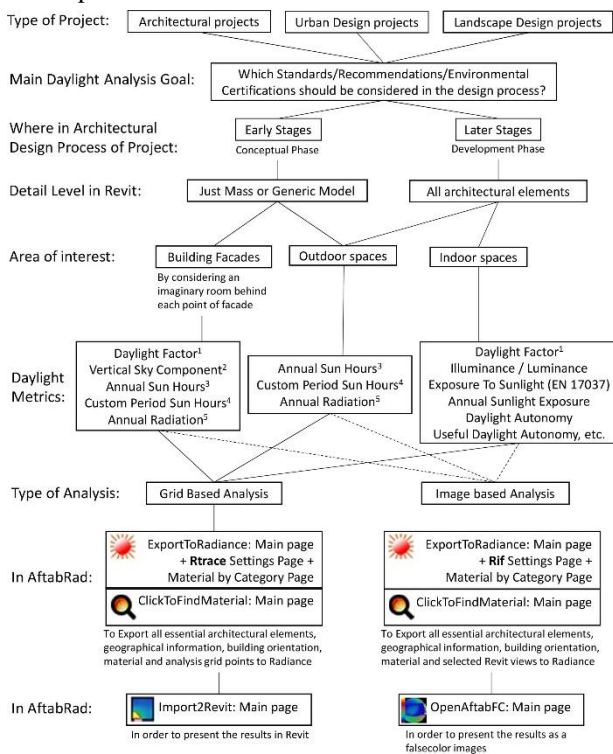 Type of Project:
Architectural projects
Urban Design projects
Landscape Design projects
Main Daylight Analysis Goal:
Which Standards/Recommendations/Environmental
Certifications should be considered in the design process?
Where in Architectural
Design Process of Project:
Early Stages
Conceptual Phase
Later Stages
Development Phase
Detail Level in Revit:
Just Mass or Generic Model
All architectural elements
Area of interest:
Building Facades
By considering an
imaginary room behind
each point of facade
Outdoor spaces
Indoor spaces
Daylight
Metrics:
Daylight Factor¹
Vertical Sky Component²
Annual Sun Hours³
Custom Period Sun Hours⁴
Annual Radiation⁵
Annual Sun Hours³
Custom Period Sun Hours⁴
Annual Radiation⁵
Daylight Factor¹
Illuminance / Luminance
Exposure To Sunlight (EN 17037)
Annual Sunlight Exposure
Daylight Autonomy
Useful Daylight Autonomy, etc.
Type of Analysis:
Grid Based Analysis
Image based Analysis
In AftabRad:
ExportToRadiance: Main page
+ Rtrace Settings Page +
Material by Category Page
ClickToFindMaterial: Main page
To Export all essential architectural elements,
geographical information, building orientation,
material and analysis grid points to Radiance
ExportToRadiance: Main page
+ Rif Settings Page +
Material by Category Page
ClickToFindMaterial: Main page
To Export all essential architectural elements,
geographical information, building orientation,
material and selected Revit views to Radiance
In AftabRad:
Import2Revit: Main page
In order to present the results in Revit
OpenAftabFC: Main page
In order to present the results as a
falsecolor images